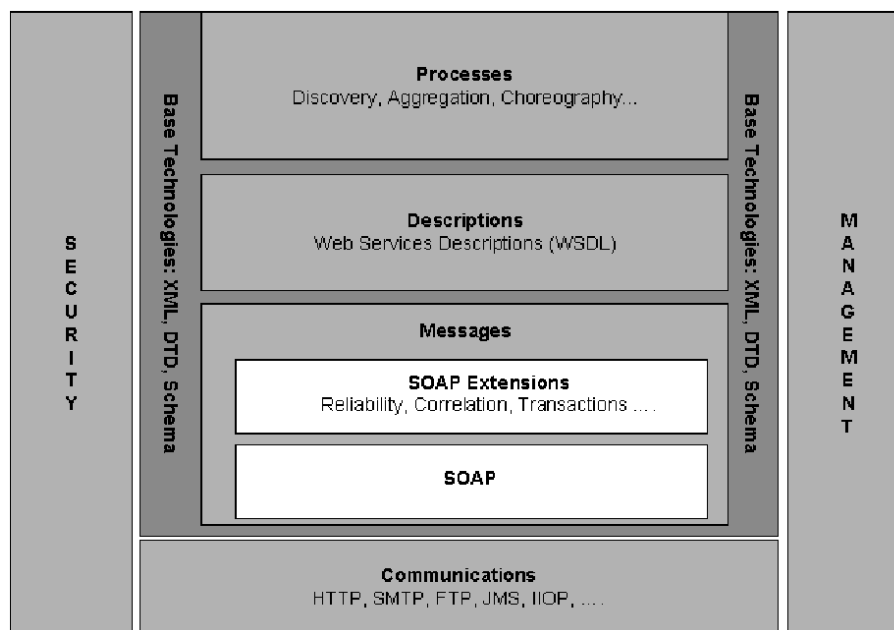 Processes
Discovery, Aggregation, Choreography...
Descriptions
Web Services Descriptions (WSDL)
Messages
SOAP Extensions
Reliability, Correlation, Transactions ….
SOAP
Communications
HTTP, SMTP, FTP, JMS, IIOP, ….
SECURITY
Base Technologies: XML, DTD, Schema
Base Technologies: XML, DTD, Schema
MANAGEMENT